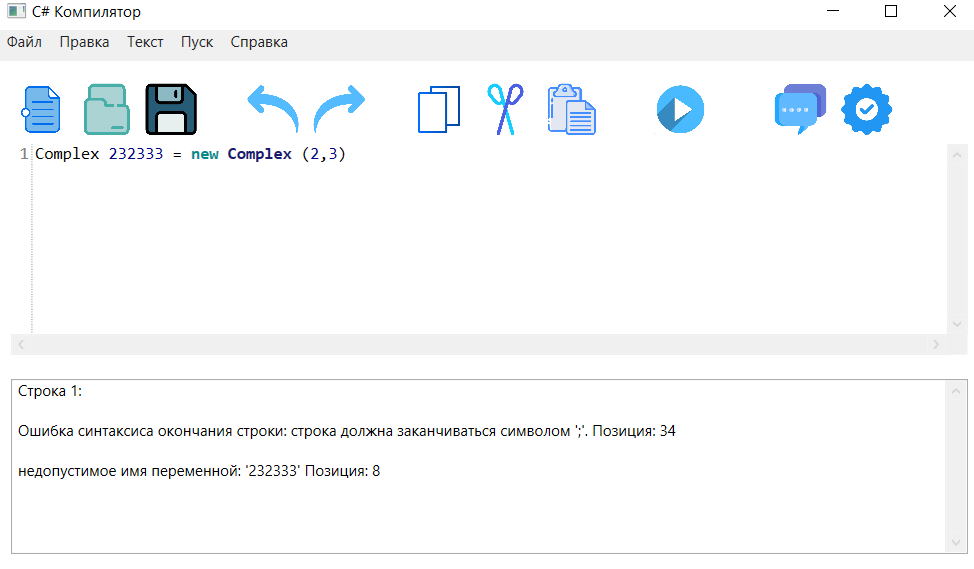 C# Компилятор
Файл Правка Текст Пуск Справка
1 Complex 232333 = new Complex (2,3)
Строка 1:
Ошибка синтаксиса окончания строки: строка должна заканчиваться символом ';'. Позиция: 34
недопустимое имя переменной: '232333' Позиция: 8